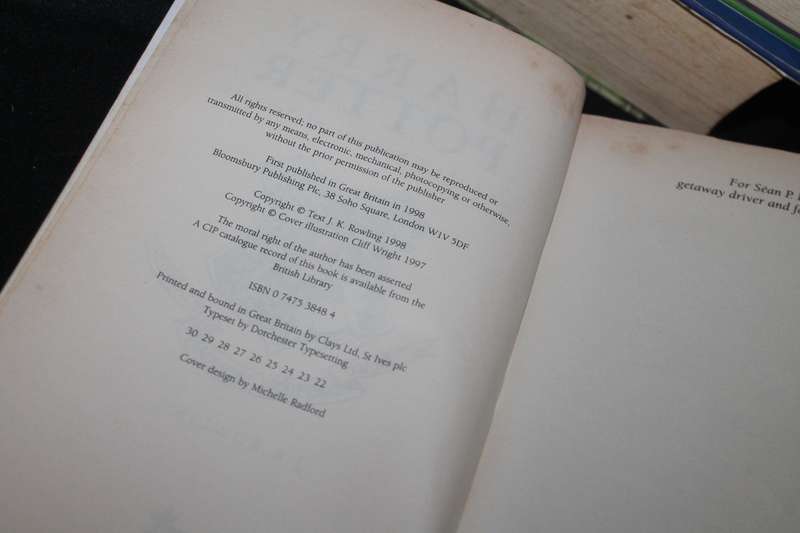 All rights reserved; no part of this publication may be reproduced or
transmitted by any means, electronic, mechanical, photocopying or otherwise,
without the prior permission of the publisher
First published in Great Britain in 1998
Bloomsbury Publishing Plc, 38 Soho Square, London W1V 5DF
Copyright © Text J. K. Rowling 1998
Copyright © Cover illustration Cliff Wright 1997
The moral right of the author has been asserted
A CIP catalogue record of this book is available from the
British Library
ISBN 0 7475 3848 4
Printed and bound in Great Britain by Clays Ltd, St Ives plc
Typeset by Dorchester Typesetting
30 29 28 27 26 25 24 23 22
Cover design by Michelle Radford
For Seán P.
getaway driver and